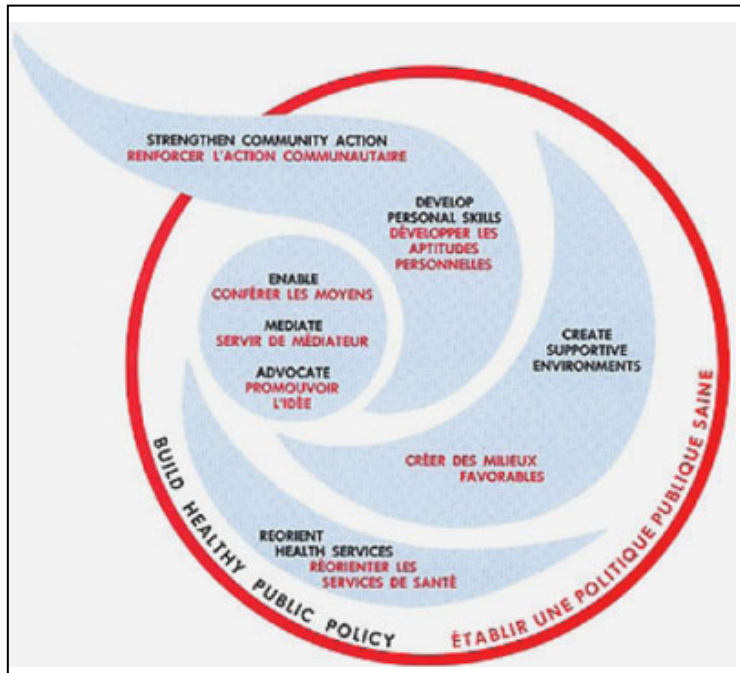 STRENGTHEN COMMUNITY ACTION
RENFORCER L'ACTION COMMUNAUTAIRE
DEVELOP
PERSONAL SKILLS
DÉVELOPPER LES
APTITUDES
PERSONNELLES
ENABLE
CONFÉRER LES MOYENS
MEDIATE
SERVIR DE MÉDIATEUR
ADVOCATE
PROMOUVOIR
L'IDÉE
CREATE
SUPPORTIVE
ENVIRONMENTS
CRÉER DES MILIEUX
FAVORABLES
REORIENT
HEALTH SERVICES
RÉORIENTER LES
SERVICES DE SANTÉ
BUILD HEALTHY PUBLIC POLICY
ÉTABLIR UNE POLITIQUE PUBLIQUE SAINE